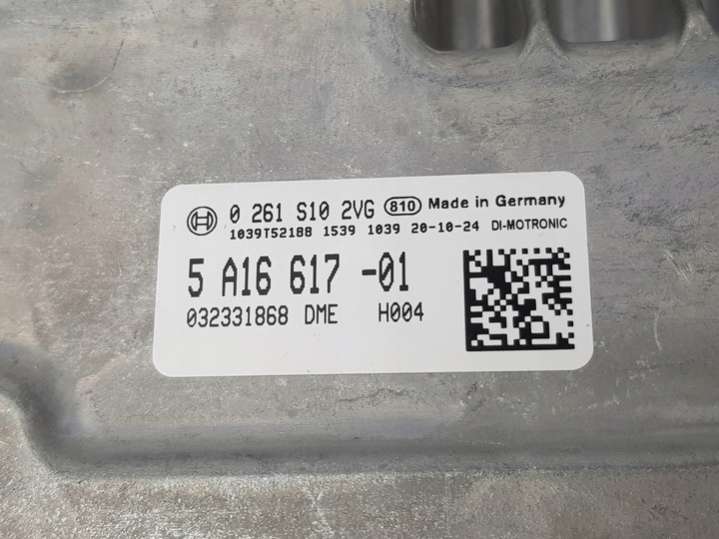 0 261 S10 2VG 810 Made in Germany
1039T52188 1539 1039 20-10-24 DI-MOTRONIC
5 A16 617 -01
032331868 DME H004